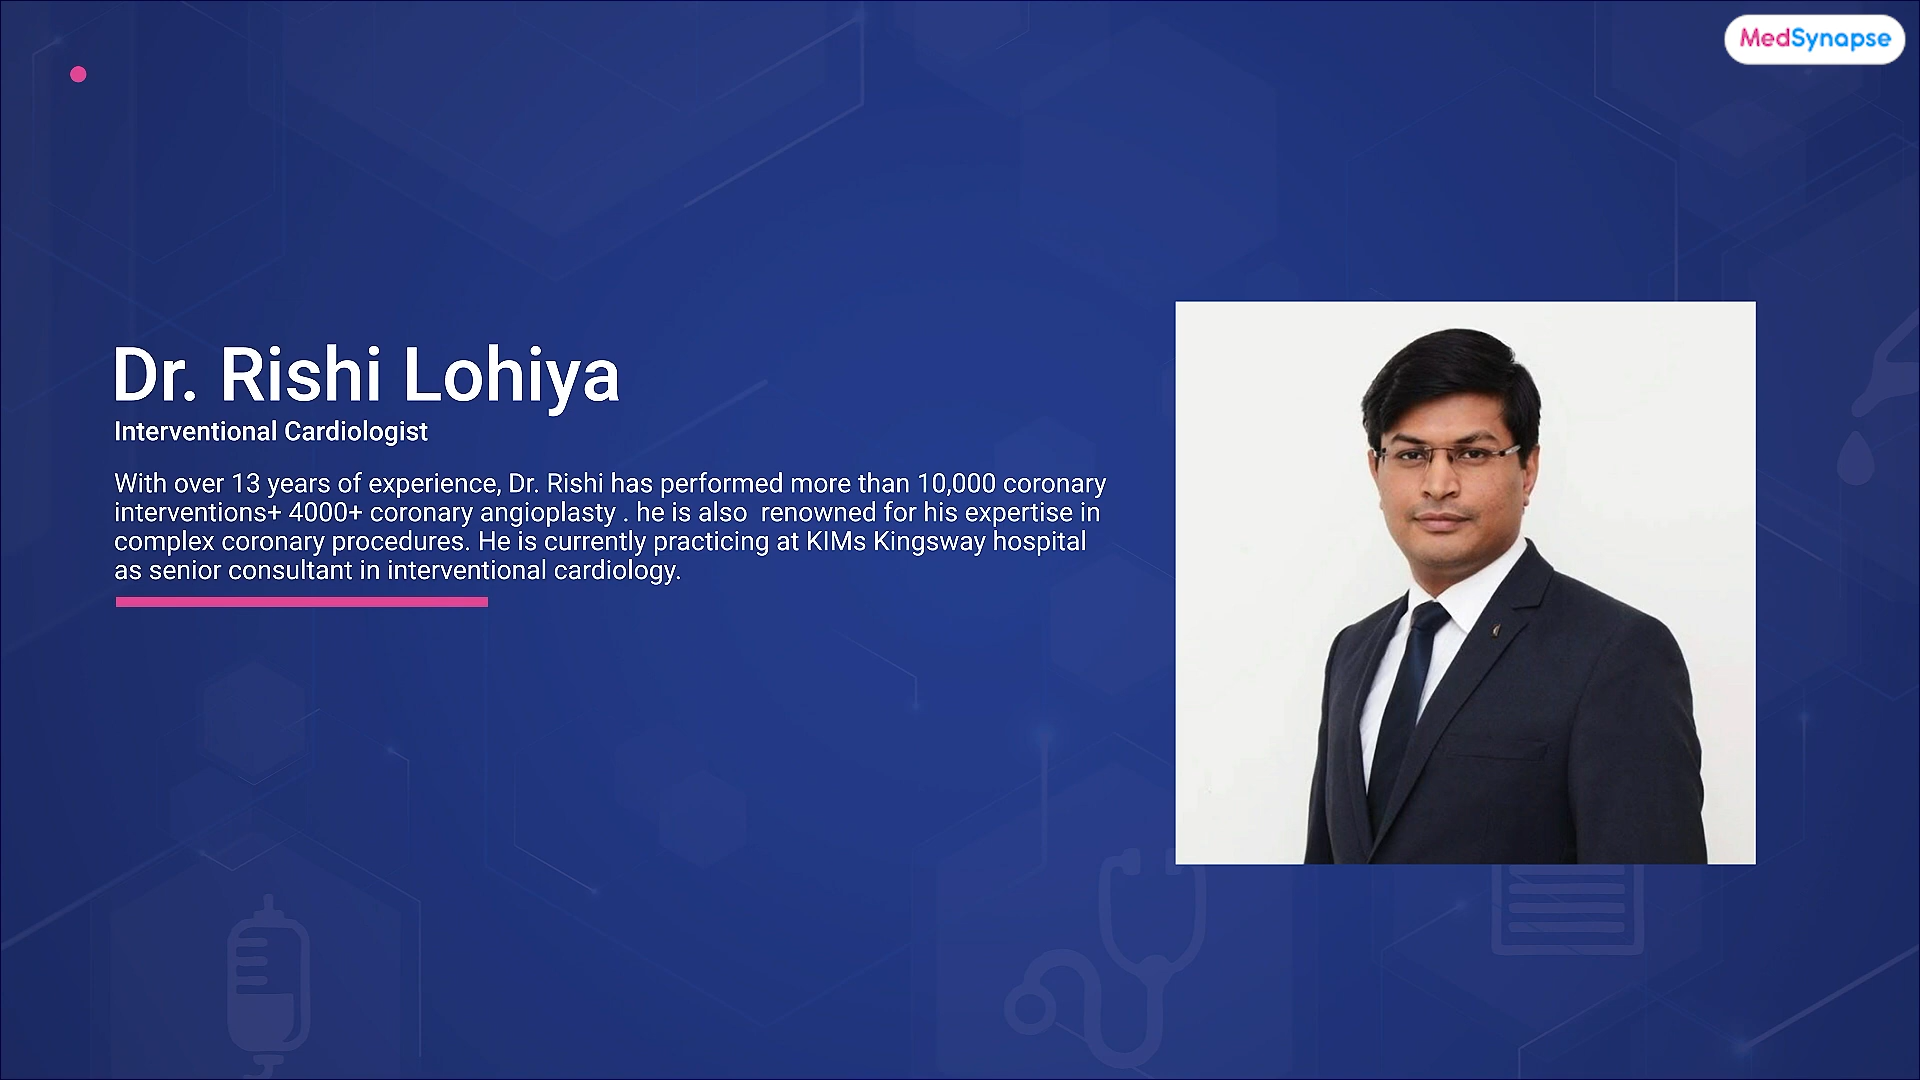 MedSynapse
Dr. Rishi Lohiya
Interventional Cardiologist
With over 13 years of experience, Dr. Rishi has performed more than 10,000 coronary
interventions+ 4000+ coronary angioplasty . he is also  renowned for his expertise in
complex coronary procedures. He is currently practicing at KIMs Kingsway hospital
as senior consultant in interventional cardiology.